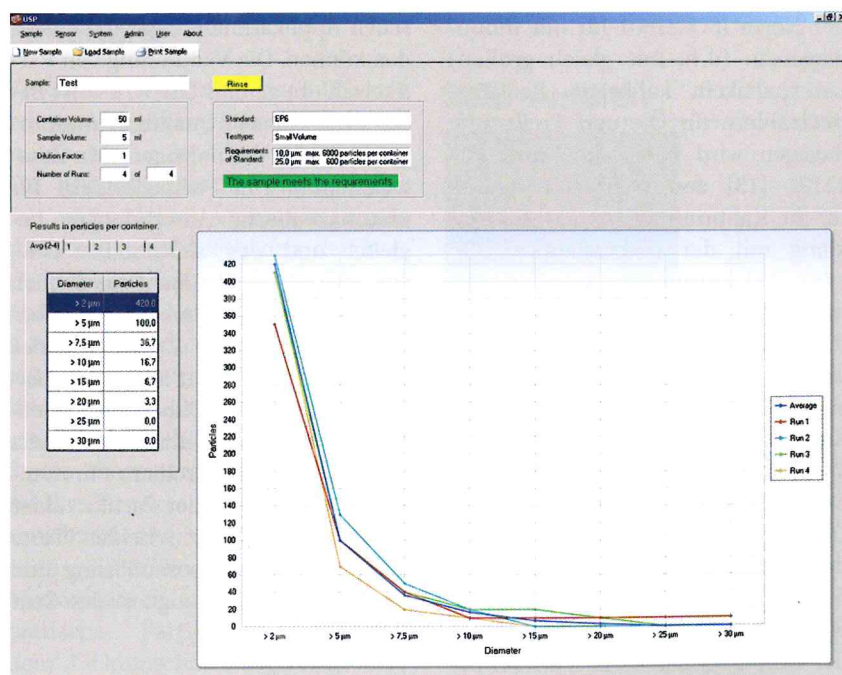 USP
Sample Sensor System Admin User About
New Sample Load Sample Print Sample
Sample: Test
Rinse
Container Volume: 50 ml
Sample Volume: 5 ml
Dilution Factor: 1
Number of Runs: 4 of 4
Standard: EP6
Testtype: Small Volume
Requirements of Standard:
10,0 µm: max. 6000 particles per container
25,0 µm: max. 600 particles per container
The sample meets the requirements
Results in particles per container:
Avg (2-4) 1 2 3 4
Diameter Particles
> 2 µm 420,0
> 5 µm 100,0
> 7,5 µm 36,7
> 10 µm 16,7
> 15 µm 6,7
> 20 µm 3,3
> 25 µm 0,0
> 30 µm 0,0
Particles
420
400
380
360
340
320
300
280
260
240
220
200
180
160
140
120
100
80
60
40
20
0
> 2 µm > 5 µm > 7,5 µm > 10 µm > 15 µm > 20 µm > 25 µm > 30 µm
Diameter
Average
Run 1
Run 2
Run 3
Run 4